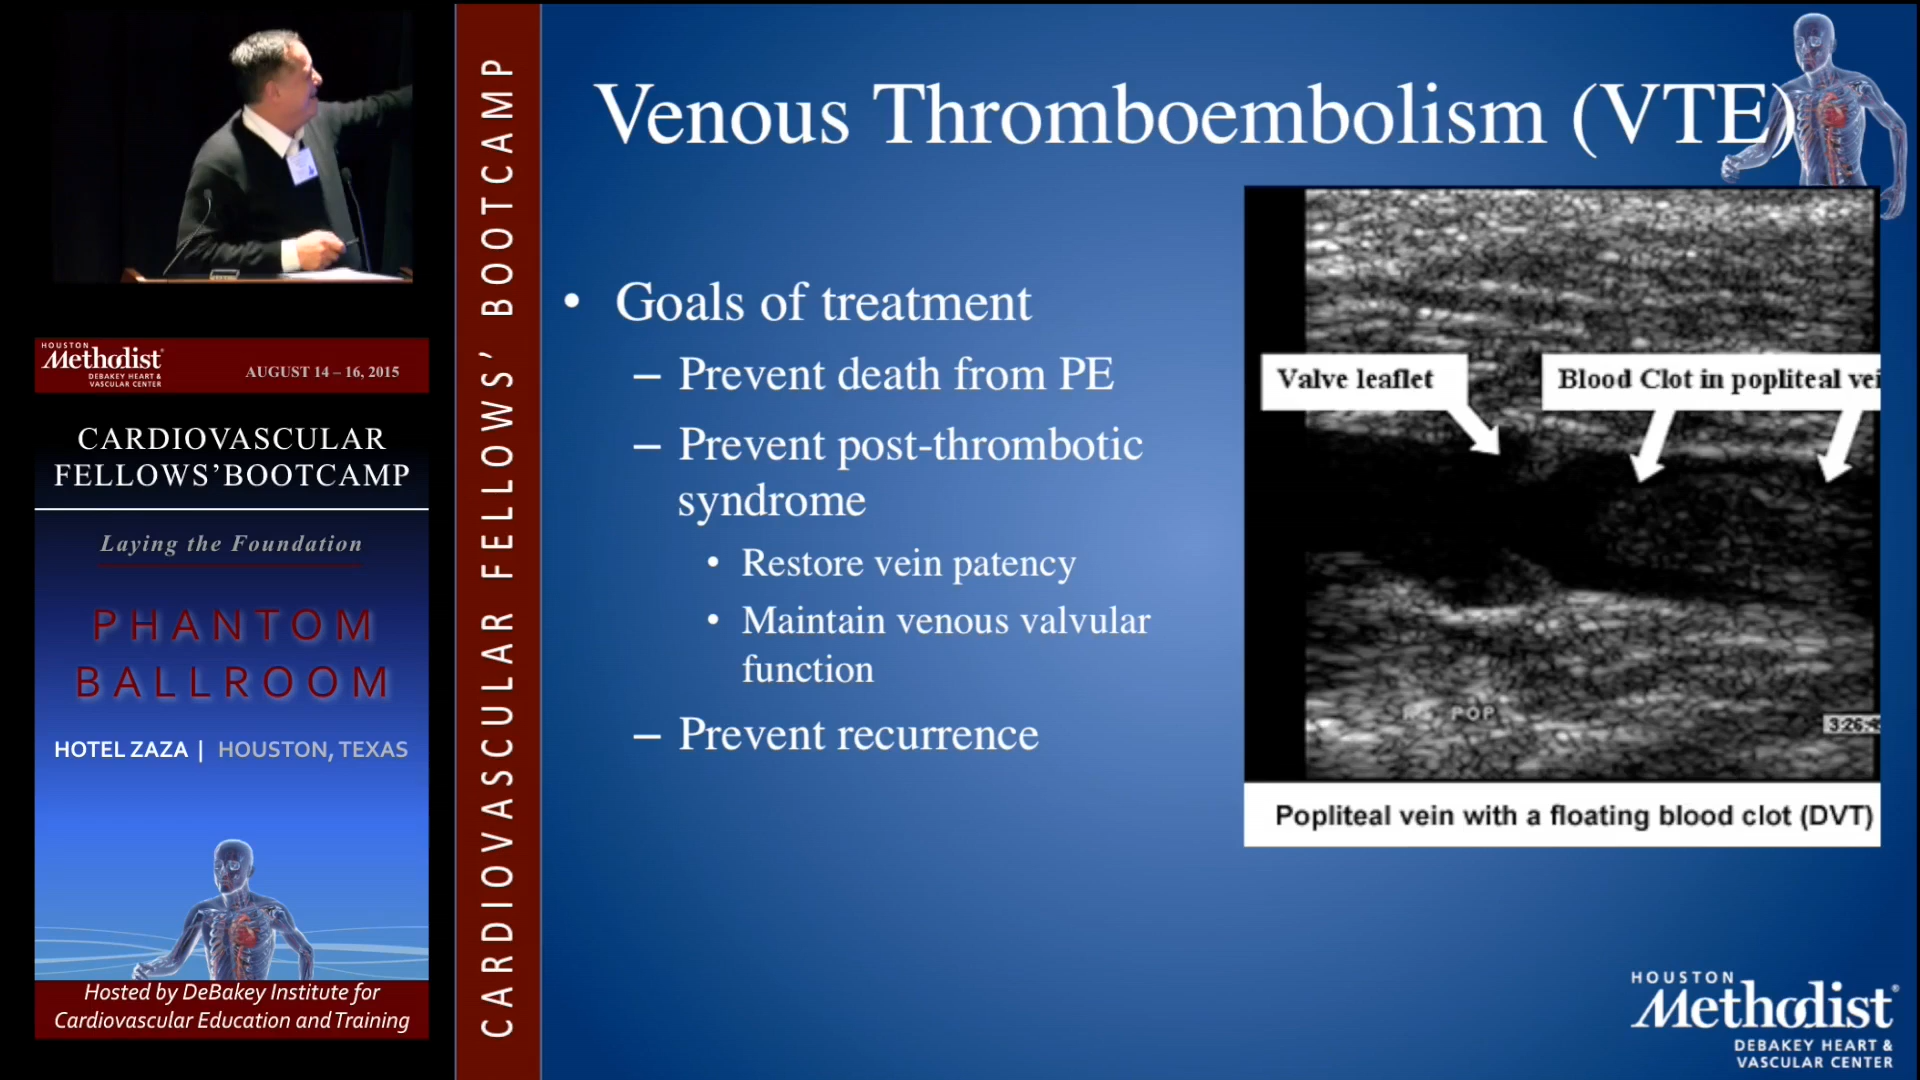 HOUSTON
Methodist
DEBAKEY HEART &
VASCULAR CENTER
AUGUST 14 – 16, 2015
CARDIOVASCULAR
FELLOWS’BOOTCAMP
Laying the Foundation
PHANTOM
BALLROOM
HOTEL ZAZA | HOUSTON, TEXAS
Hosted by DeBakey Institute for
Cardiovascular Education and Training
CARDIOVASCULAR FELLOWS’ BOOTCAMP
Venous Thromboembolism (VTE)
• Goals of treatment
– Prevent death from PE
– Prevent post-thrombotic
syndrome
• Restore vein patency
• Maintain venous valvular
function
– Prevent recurrence
Valve leaflet
Blood Clot in popliteal vei
POP
3:26:4
Popliteal vein with a floating blood clot (DVT)
HOUSTON
Methodist
DEBAKEY HEART &
VASCULAR CENTER